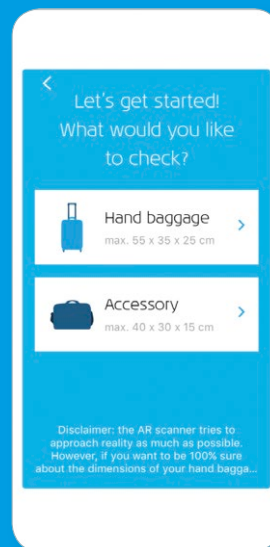 Let's get started!
What would you like
to check?
Hand baggage
max. 55 x 35 x 25 cm
Accessory
max. 40 x 30 x 15 cm
Disclaimer: the AR scanner tries to
approach reality as much as possible.
However, if you want to be 100% sure
about the dimensions of your hand bagga...